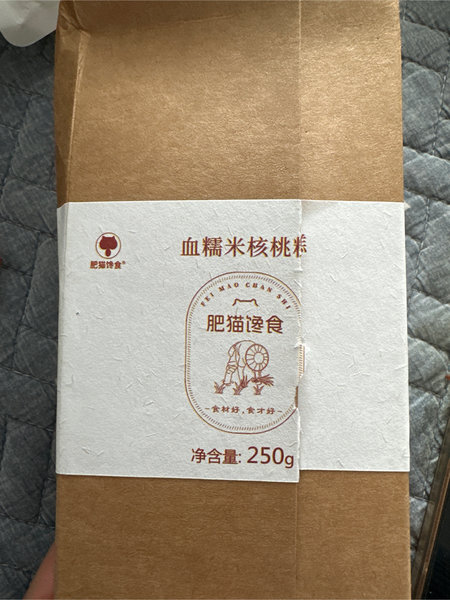 血糯米核桃糕
肥猫馋食®
FEI MAO CHAN SHI
肥猫馋食
食材好,食才好
净含量: 250g